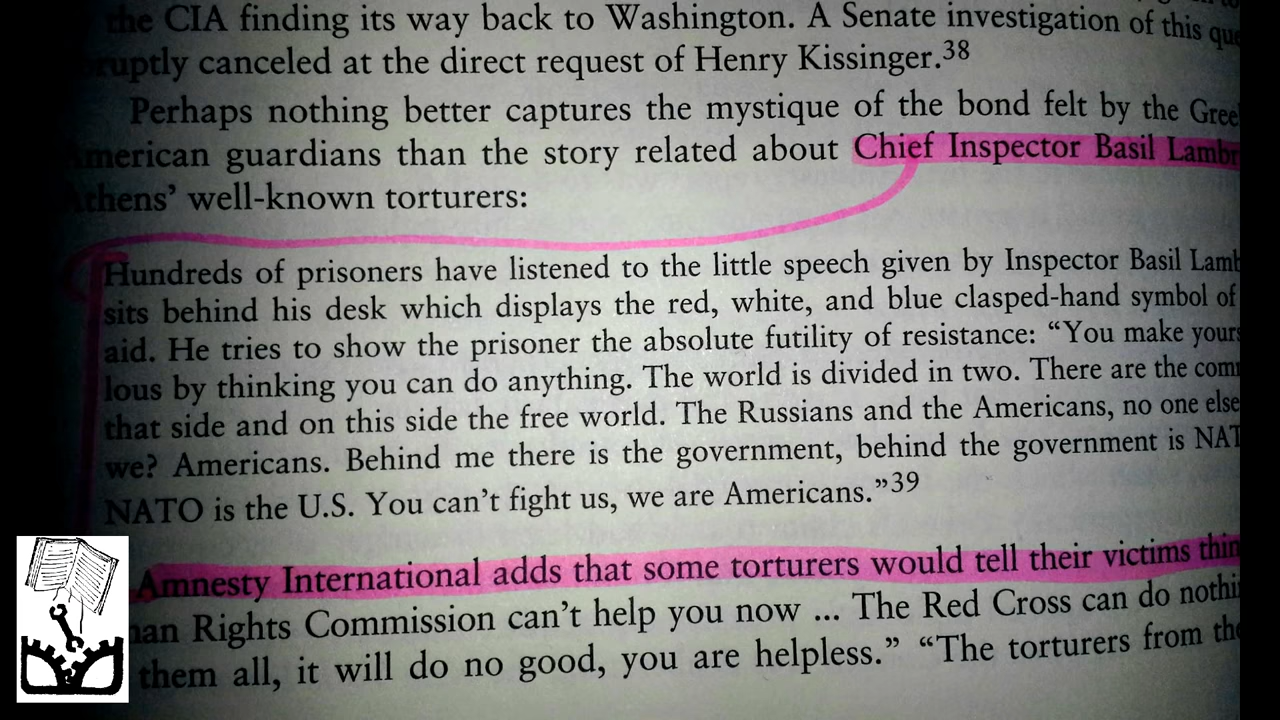 the CIA finding its way back to Washington. A Senate investigation of this
canceled at the direct request of Henry Kissinger.38
Perhaps nothing better captures the mystique of the bond felt by the
American guardians than the story related about Chief Inspector Basil
Athens' well-known torturers:
Hundreds of prisoners have listened to the little speech given by Inspector Basil
sits behind his desk which displays the red, white, and blue clasped-hand symbol of
aid. He tries to show the prisoner the absolute futility of resistance: “You make
lous by thinking you can do anything. The world is divided in two. There are the
that side and on this side the free world. The Russians and the Americans, no one else
we? Americans. Behind me there is the government, behind the government is
NATO is the U.S. You can't fight us, we are Americans.”39
Amnesty International adds that some torturers would tell their victims
Rights Commission can't help you now ... The Red Cross can do
them all, it will do no good, you are helpless.” “The torturers from